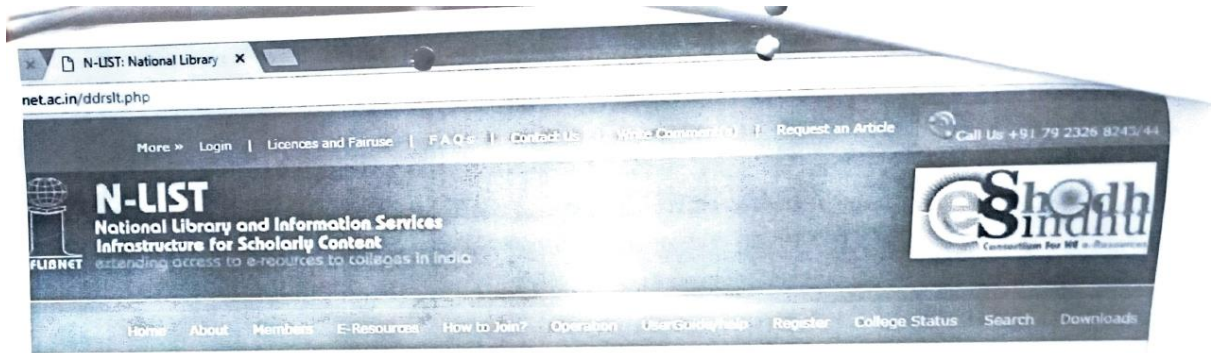 N-LIST: National Library
net.ac.in/ddrslt.php
More » Login | Licences and Fairuse | F A Q s | Contact Us | Write Comment(s) | Request an Article
Call Us +91 79 2326 8243/44
N-LIST
National Library and Information Services
Infrastructure for Scholarly Content
extending access to e-reources to colleges in India
FLIBNET
e Shodh
Sindhu
Consortium For HE e-Resources
Home About Members E-Resources How to Join? Operation UserGuide/help Register College Status Search Downloads